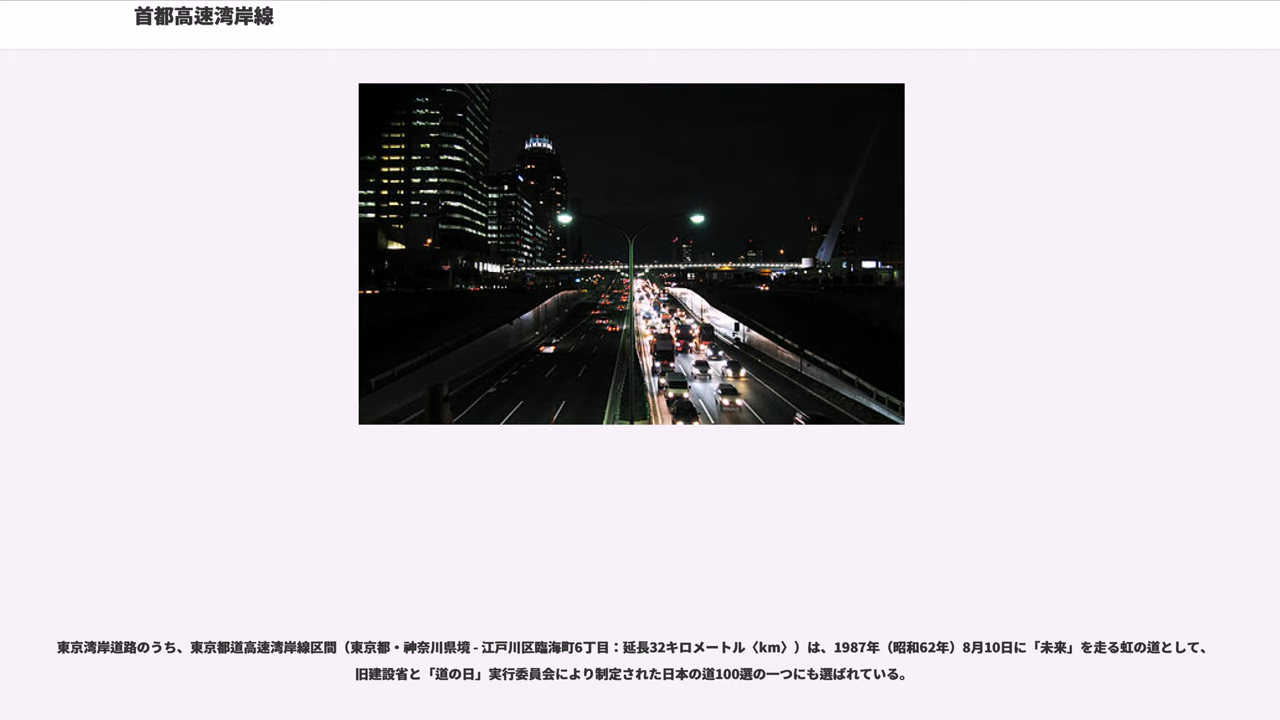 首都高速湾岸線
東京湾岸道路のうち、東京都道高速湾岸線区間（東京都・神奈川県境 - 江戸川区臨海町6丁目：延長32キロメートル〈km〉）は、1987年（昭和62年）8月10日に「未来」を走る虹の道として、
旧建設省と「道の日」実行委員会により制定された日本の道100選の一つにも選ばれている。